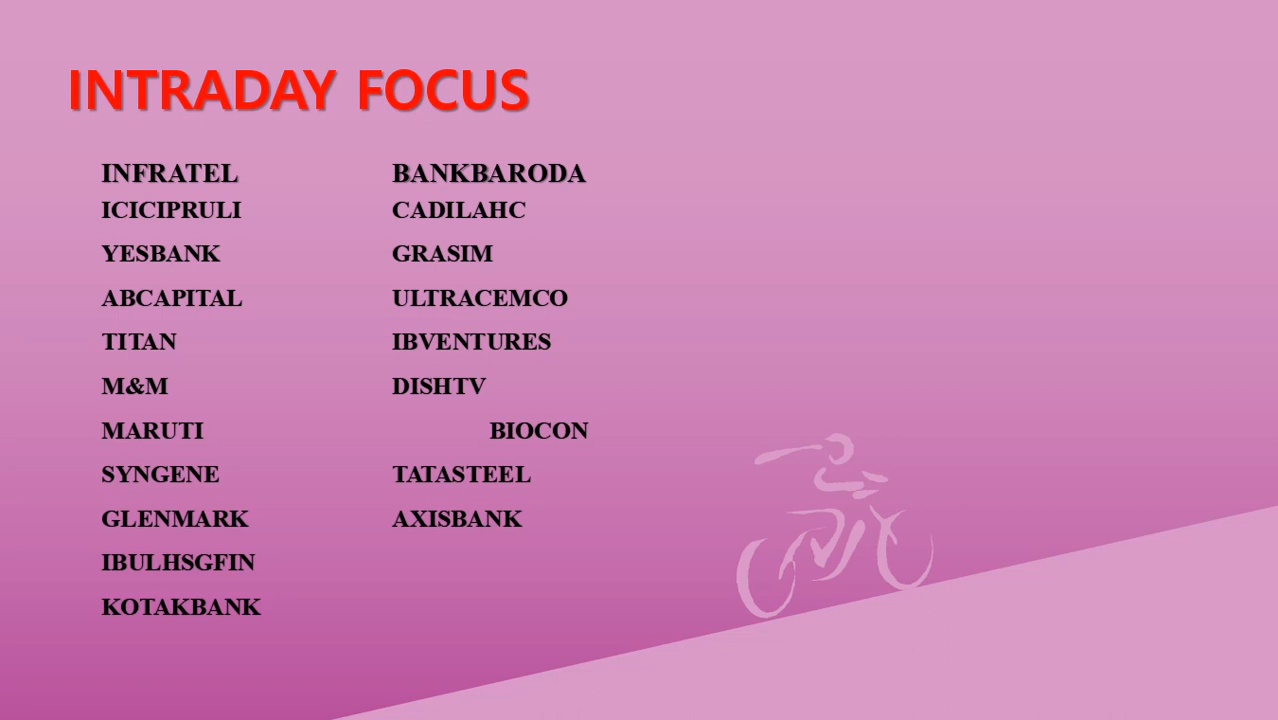 INTRADAY FOCUS
INFRATEL BANKBARODA
ICICIPRULI CADILAHC
YESBANK GRASIM
ABCAPITAL ULTRACEMCO
TITAN IBVENTURES
M&M DISHTV
MARUTI BIOCON
SYNGENE TATASTEEL
GLENMARK AXISBANK
IBULHSGFIN
KOTAKBANK